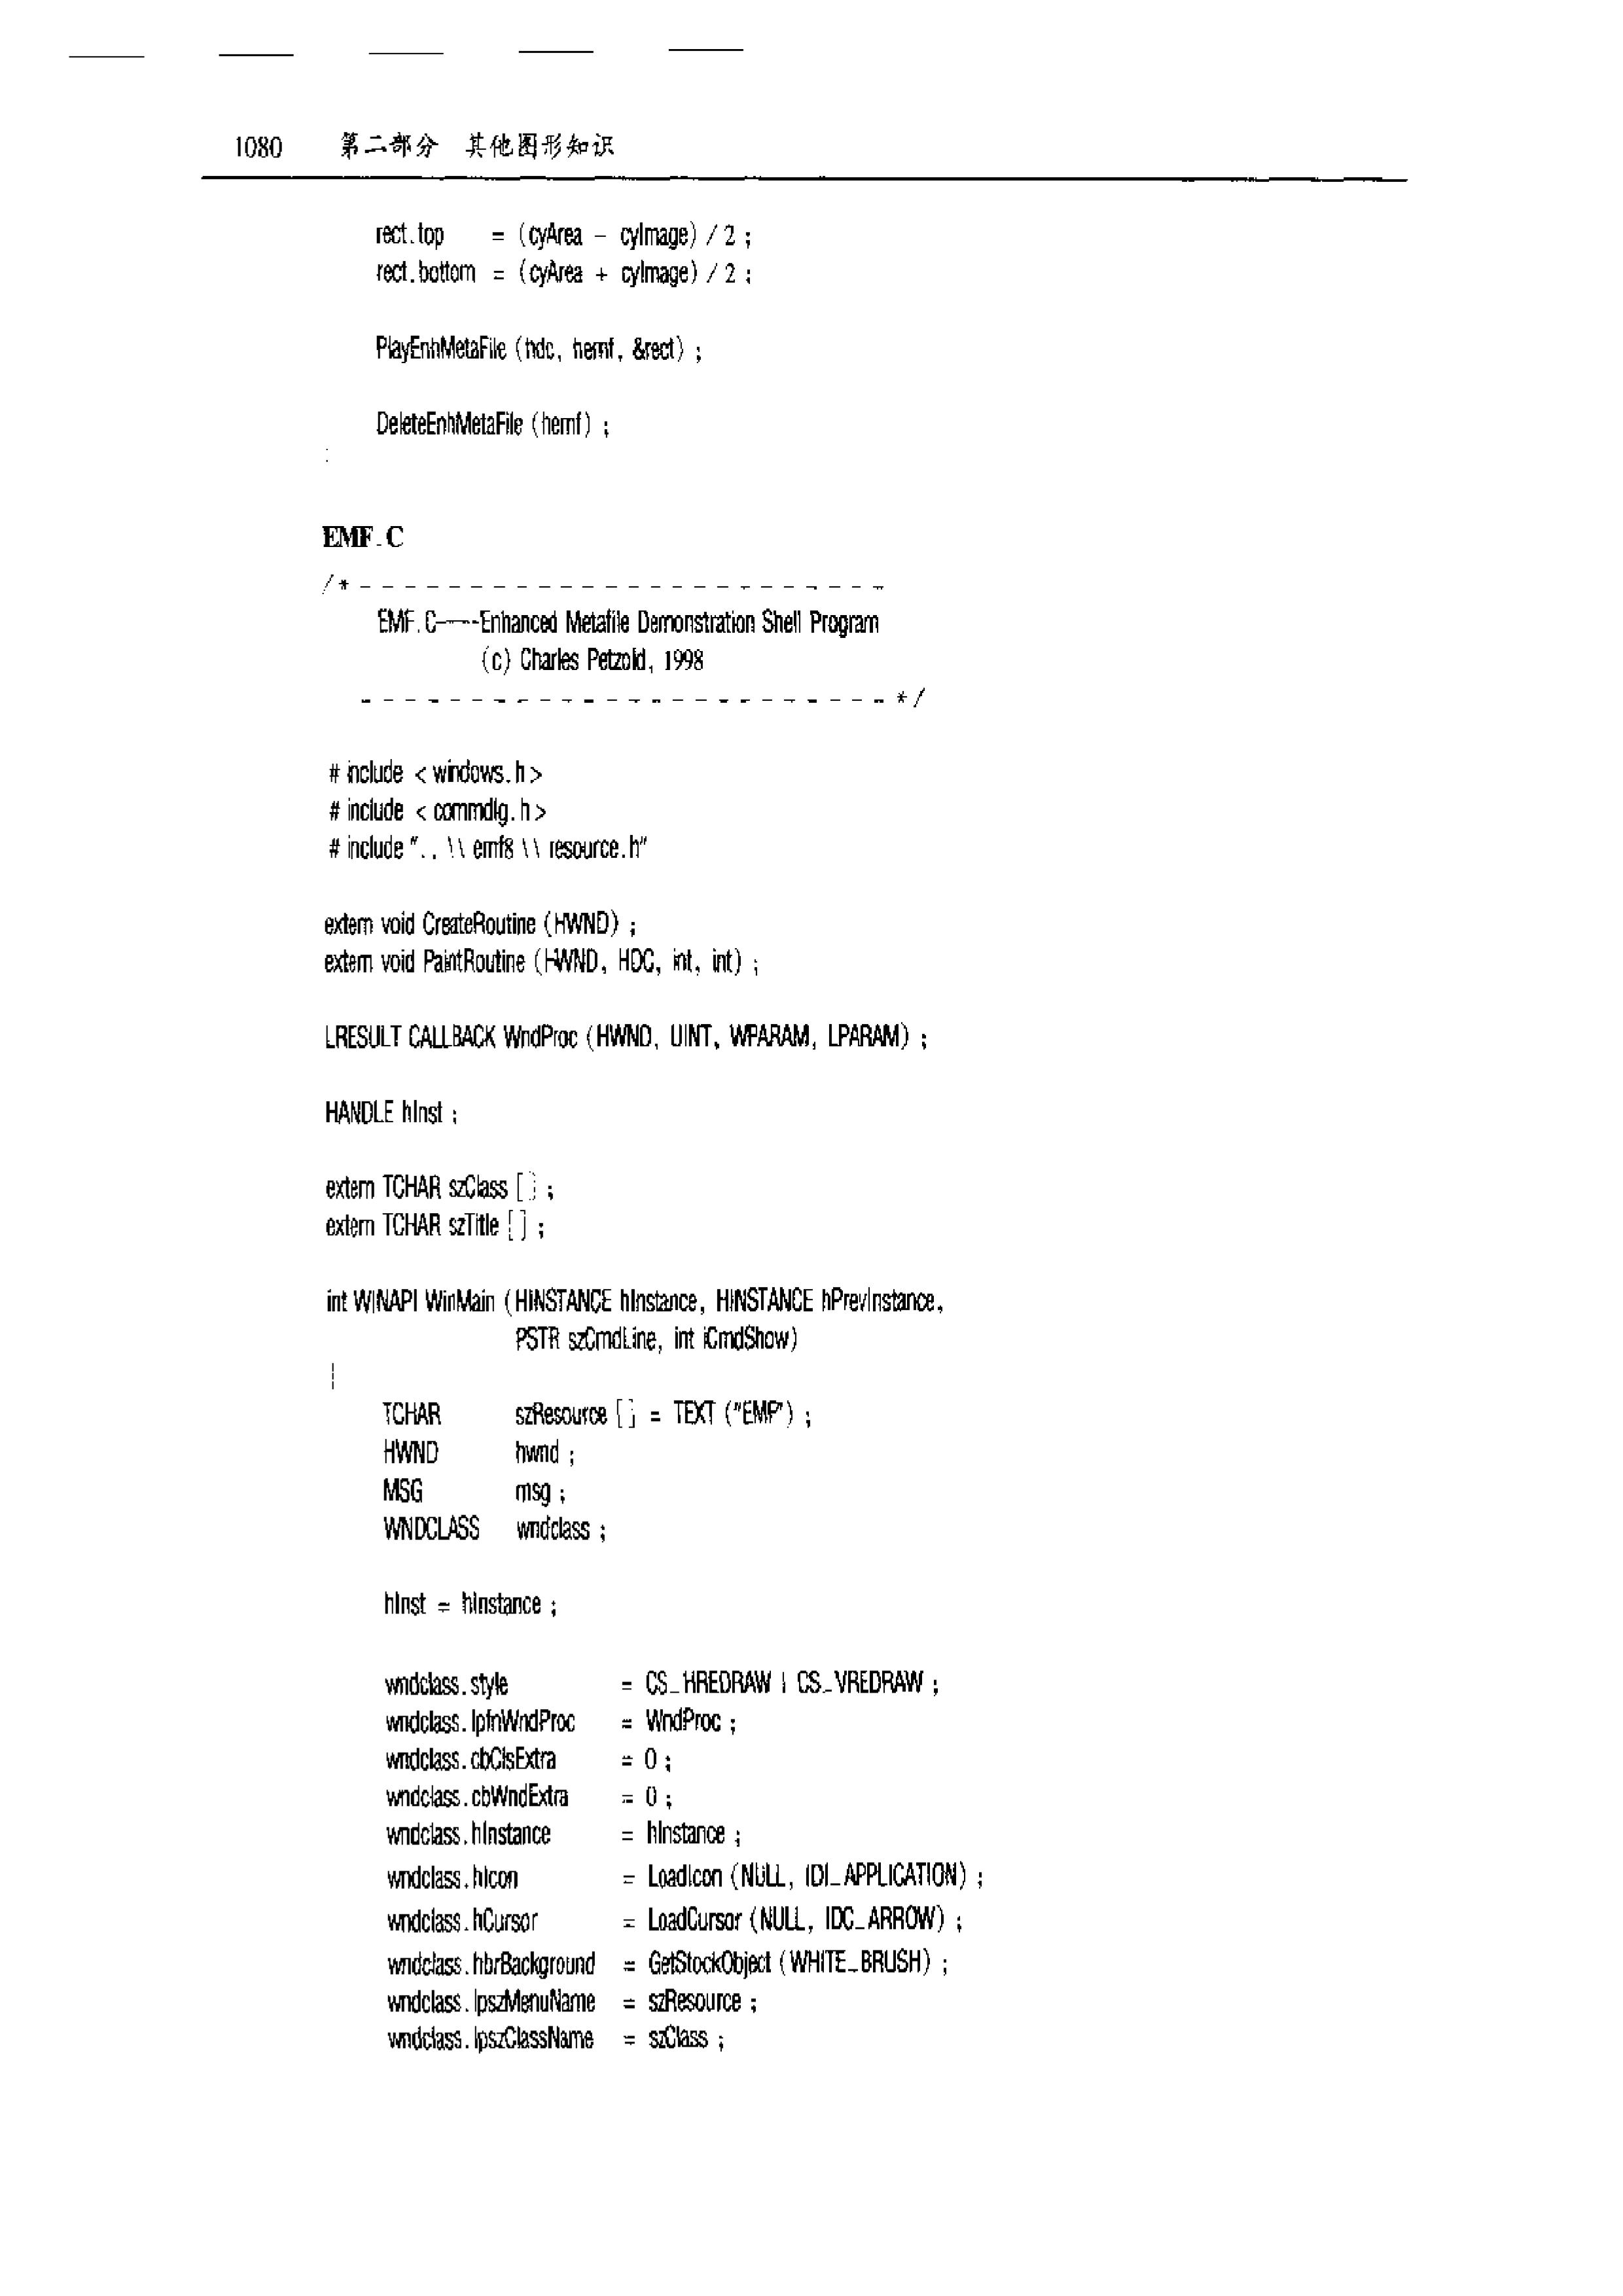 1080 第二部分 其他图形知识
rect.top = (cyArea - cyImage) / 2 ;
rect.bottom = (cyArea + cyImage) / 2 ;
PlayEnhMetaFile (hdc, hemf, &rect) ;
DeleteEnhMetaFile (hemf) ;
EMF.C
/* - - - - - - - - - - - - - - - - - - - - - - - -
EMF.C----Enhanced Metafile Demonstration Shell Program
(c) Charles Petzold, 1998
- - - - - - - - - - - - - - - - - - - - - - - - */
# include < windows.h >
# include < commdlg.h >
# include ".. \\ emf8 \\ resource.h"
extern void CreateRoutine (HWND) ;
extern void PaintRoutine (HWND, HDC, int, int) ;
LRESULT CALLBACK WndProc (HWND, UINT, WPARAM, LPARAM) ;
HANDLE hInst ;
extern TCHAR szClass [] ;
extern TCHAR szTitle [] ;
int WINAPI WinMain (HINSTANCE hInstance, HINSTANCE hPrevInstance,
PSTR szCmdLine, int iCmdShow)
{
TCHAR szResource [] = TEXT ("EMF") ;
HWND hwnd ;
MSG msg ;
WNDCLASS wndclass ;
hInst = hInstance ;
wndclass.style = CS_HREDRAW | CS_VREDRAW ;
wndclass.lpfnWndProc = WndProc ;
wndclass.cbClsExtra = 0 ;
wndclass.cbWndExtra = 0 ;
wndclass.hInstance = hInstance ;
wndclass.hIcon = LoadIcon (NULL, IDI_APPLICATION) ;
wndclass.hCursor = LoadCursor (NULL, IDC_ARROW) ;
wndclass.hbrBackground = GetStockObject (WHITE_BRUSH) ;
wndclass.lpszMenuName = szResource ;
wndclass.lpszClassName = szClass ;